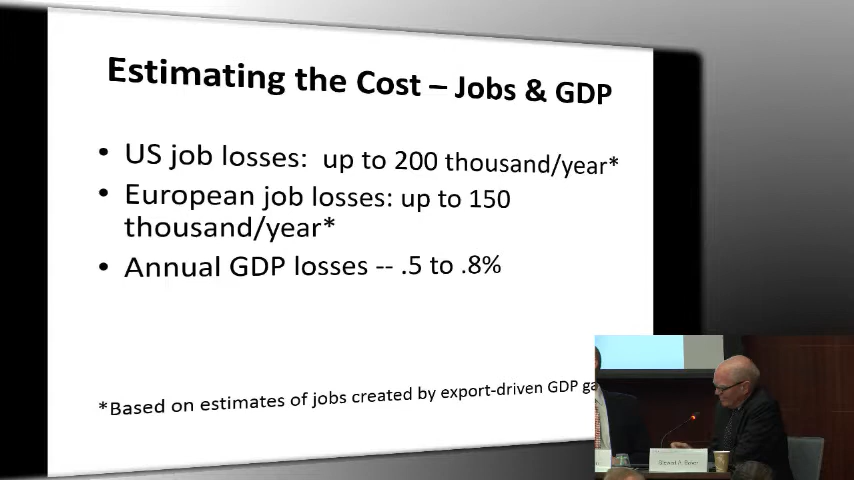 Estimating the Cost – Jobs & GDP
• US job losses: up to 200 thousand/year*
• European job losses: up to 150
thousand/year*
• Annual GDP losses -- .5 to .8%
*Based on estimates of jobs created by export-driven GDP ga
Stewart A. Baker